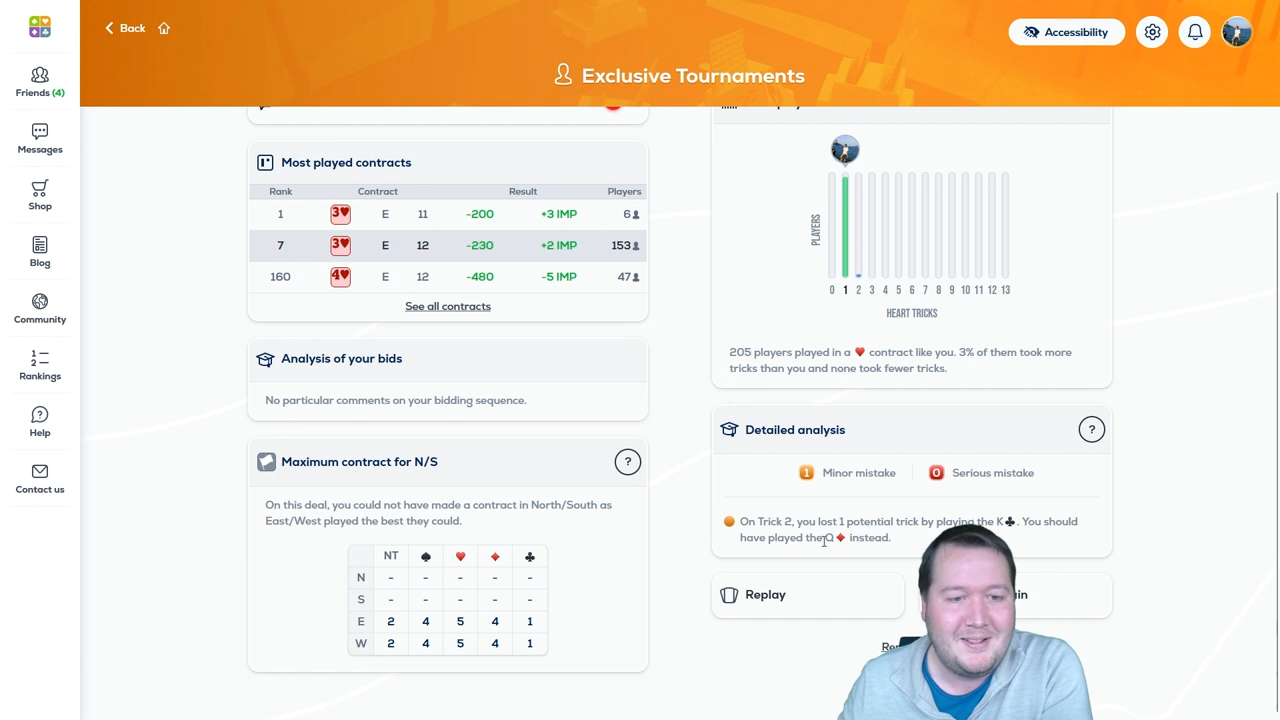 Back
Accessibility
Exclusive Tournaments
Friends (4)
Messages
Shop
Blog
Community
Rankings
Help
Contact us
Most played contracts
Rank Contract Result Players
1 3♥ E 11 -200 +3 IMP 6
7 3♥ E 12 -230 +2 IMP 153
160 4♥ E 12 -480 -5 IMP 47
See all contracts
Analysis of your bids
No particular comments on your bidding sequence.
Maximum contract for N/S ?
On this deal, you could not have made a contract in North/South as
East/West played the best they could.
NT ♠ ♥ ♦ ♣
N - - - - -
S - - - - -
E 2 4 5 4 1
W 2 4 5 4 1
PLAYERS
0 1 2 3 4 5 6 7 8 9 10 11 12 13
HEART TRICKS
205 players played in a ♥ contract like you. 3% of them took more
tricks than you and none took fewer tricks.
Detailed analysis ?
1 Minor mistake 0 Serious mistake
On Trick 2, you lost 1 potential trick by playing the K♣. You should
have played the Q♦ instead.
Replay